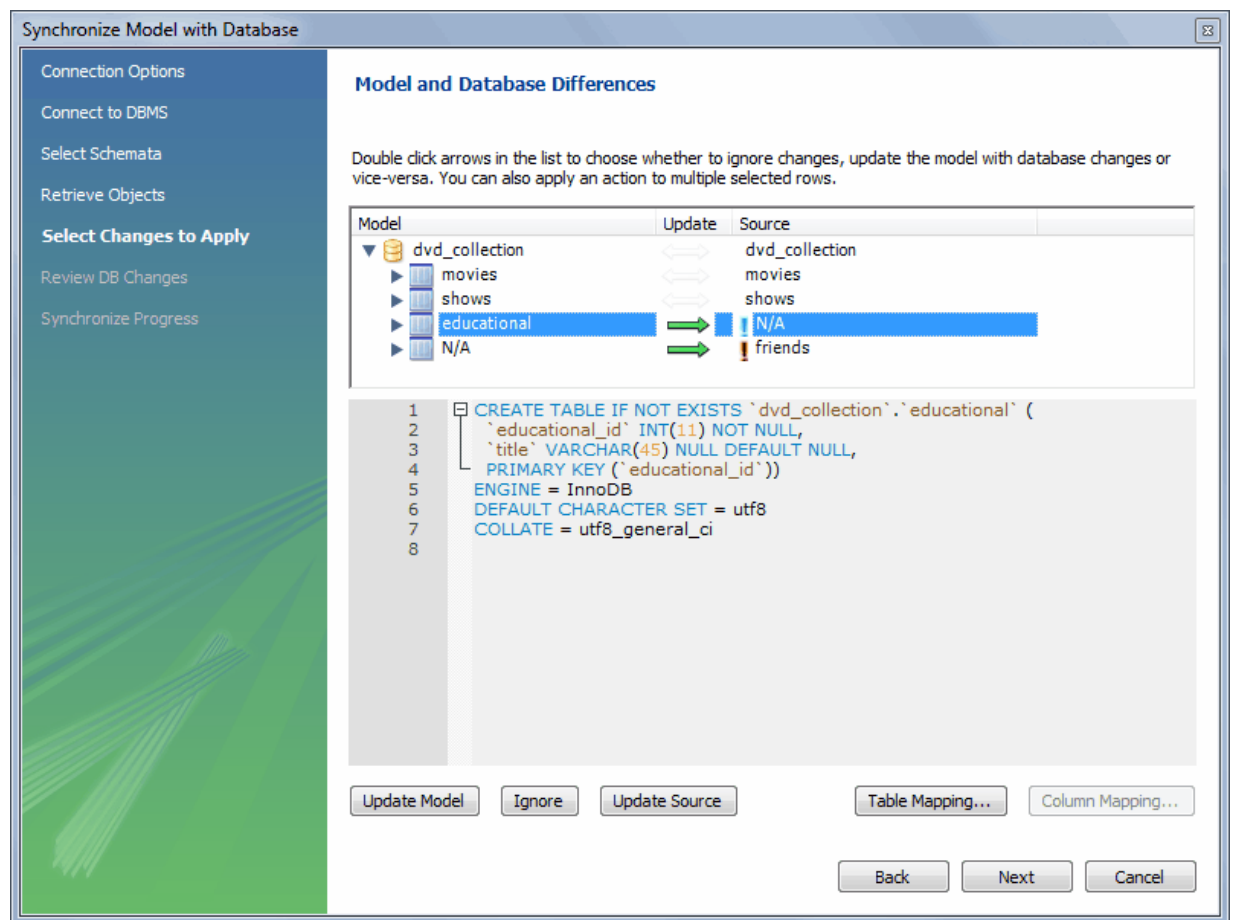 Synchronize Model with Database
Connection Options
Connect to DBMS
Select Schemata
Retrieve Objects
Select Changes to Apply
Review DB Changes
Synchronize Progress
Model and Database Differences
Double click arrows in the list to choose whether to ignore changes, update the model with database changes or
vice-versa. You can also apply an action to multiple selected rows.
Model Update Source
dvd_collection dvd_collection
movies movies
shows shows
educational N/A
N/A friends
1 CREATE TABLE IF NOT EXISTS `dvd_collection`.`educational` (
2 `educational_id` INT(11) NOT NULL,
3 `title` VARCHAR(45) NULL DEFAULT NULL,
4 PRIMARY KEY (`educational_id`))
5 ENGINE = InnoDB
6 DEFAULT CHARACTER SET = utf8
7 COLLATE = utf8_general_ci
8
Update Model Ignore Update Source Table Mapping... Column Mapping...
Back Next Cancel